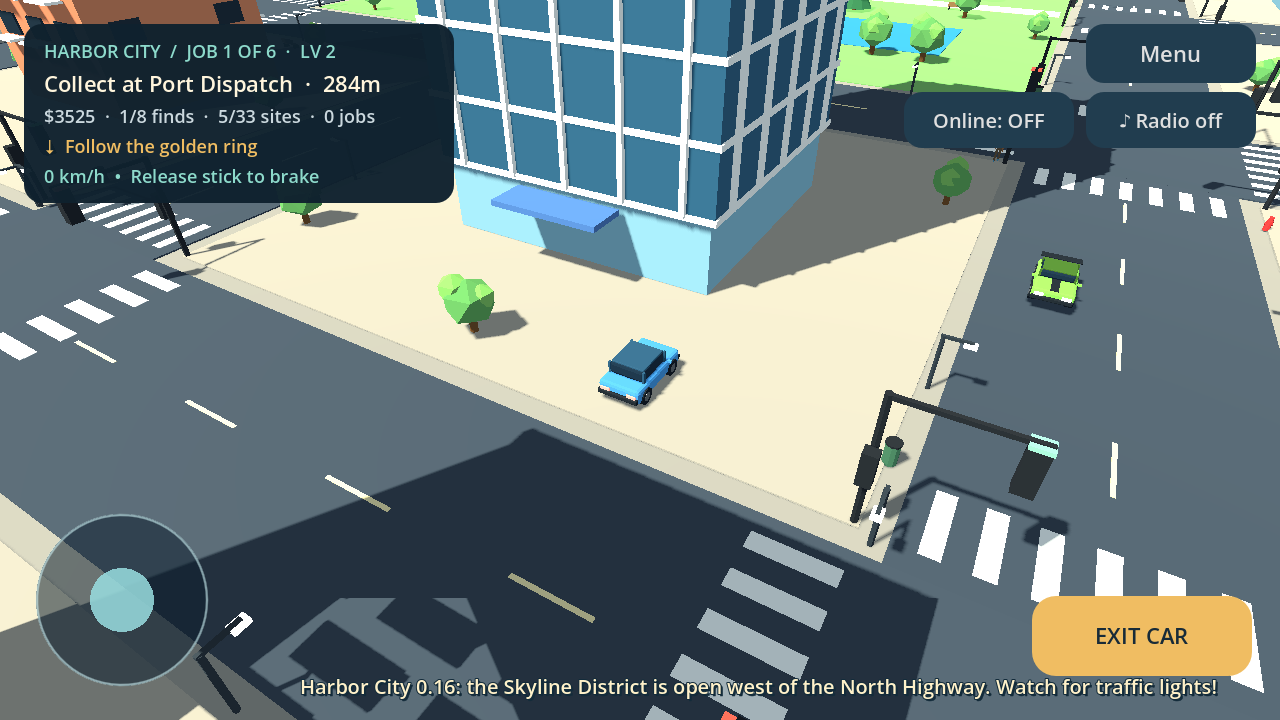 HARBOR CITY / JOB 1 OF 6 · LV 2
Collect at Port Dispatch · 284m
$3525 · 1/8 finds · 5/33 sites · 0 jobs
↓ Follow the golden ring
0 km/h • Release stick to brake
Menu
Online: OFF
♪ Radio off
EXIT CAR
Harbor City 0.16: the Skyline District is open west of the North Highway. Watch for traffic lights!